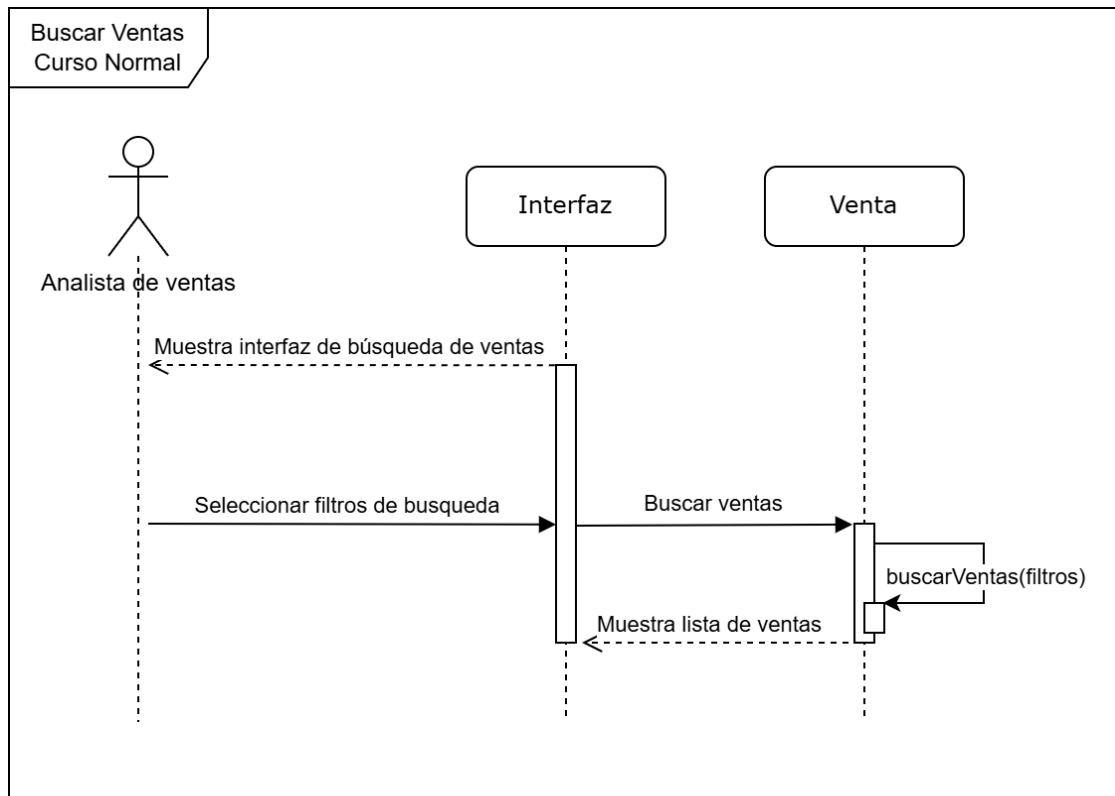 Buscar Ventas
Curso Normal
Interfaz
Venta
Analista de ventas
Muestra interfaz de búsqueda de ventas
Seleccionar filtros de busqueda
Buscar ventas
buscarVentas(filtros)
Muestra lista de ventas